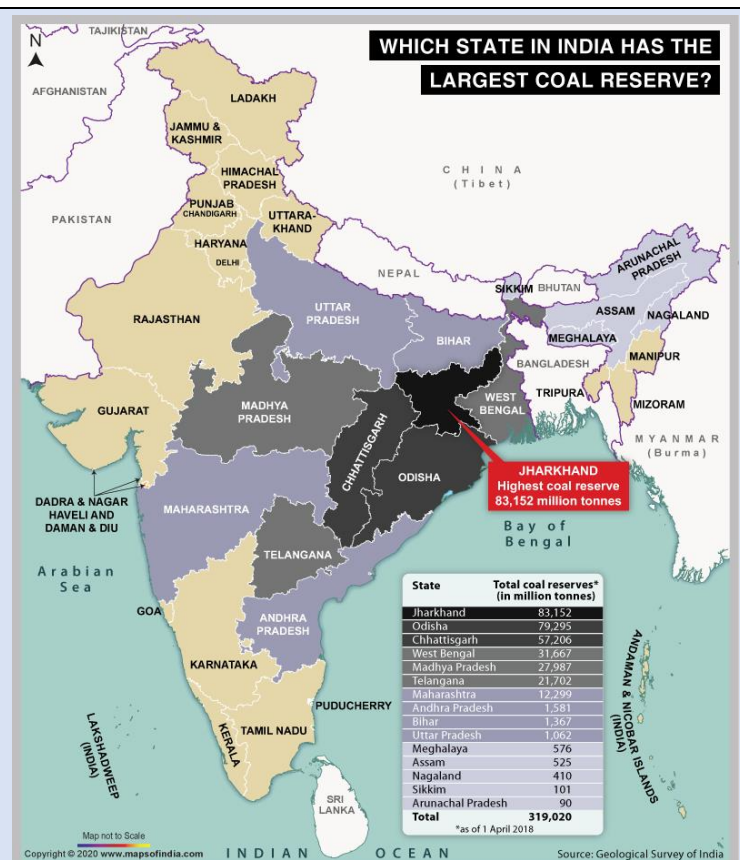 WHICH STATE IN INDIA HAS THE
LARGEST COAL RESERVE?
N
TAJIKISTAN
AFGHANISTAN
LADAKH
JAMMU &
KASHMIR
CHINA
(Tibet)
HIMACHAL
PRADESH
PUNJAB
CHANDIGARH
PAKISTAN
UTTARA-
KHAND
HARYANA
DELHI
NEPAL
ARUNACHAL
PRADESH
SIKKIM
BHUTAN
RAJASTHAN
UTTAR
PRADESH
ASSAM
NAGALAND
BIHAR
MEGHALAYA
MANIPUR
BANGLADESH
GUJARAT
MADHYA
PRADESH
CHHATTISGARH
WEST
BENGAL
TRIPURA
MIZORAM
MYANMAR
(Burma)
ODISHA
JHARKHAND
Highest coal reserve
83,152 million tonnes
DADRA & NAGAR
HAVELI AND
DAMAN & DIU
MAHARASHTRA
Bay of
Bengal
TELANGANA
Arabian
Sea
GOA
ANDHRA
PRADESH
KARNATAKA
PUDUCHERRY
TAMIL NADU
KERALA
LAKSHADWEEP
(INDIA)
ANDAMAN & NICOBAR ISLANDS
(INDIA)
SRI
LANKA
State Total coal reserves*
(in million tonnes)
Jharkhand 83,152
Odisha 79,295
Chhattisgarh 57,206
West Bengal 31,667
Madhya Pradesh 27,987
Telangana 21,702
Maharashtra 12,299
Andhra Pradesh 1,581
Bihar 1,367
Uttar Pradesh 1,062
Meghalaya 576
Assam 525
Nagaland 410
Sikkim 101
Arunachal Pradesh 90
Total 319,020
*as of 1 April 2018
Map not to Scale
Copyright © 2020 www.mapsofindia.com
INDIAN OCEAN
Source: Geological Survey of India